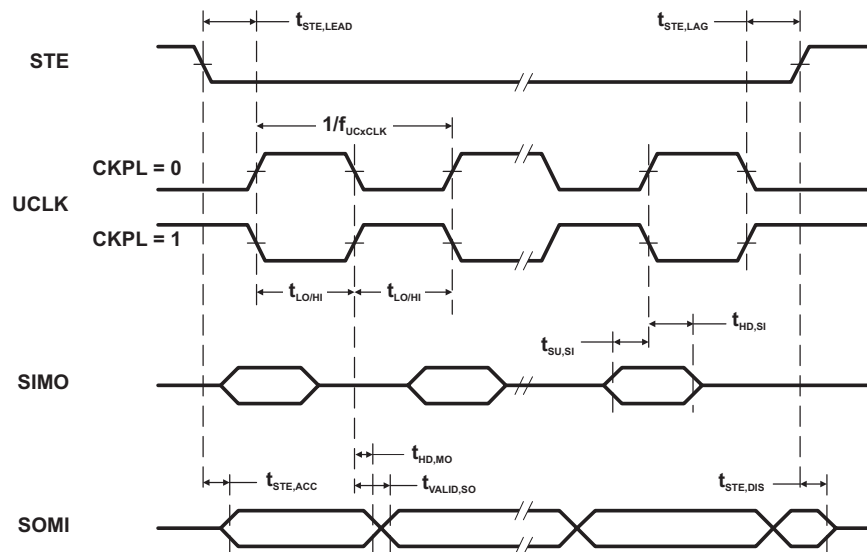 tSTE,LEAD
tSTE,LAG
STE
1/fUCxCLK
CKPL = 0
UCLK
CKPL = 1
tLO/HI
tLO/HI
tHD,SI
tSU,SI
SIMO
tHD,MO
tSTE,ACC
tVALID,SO
tSTE,DIS
SOMI